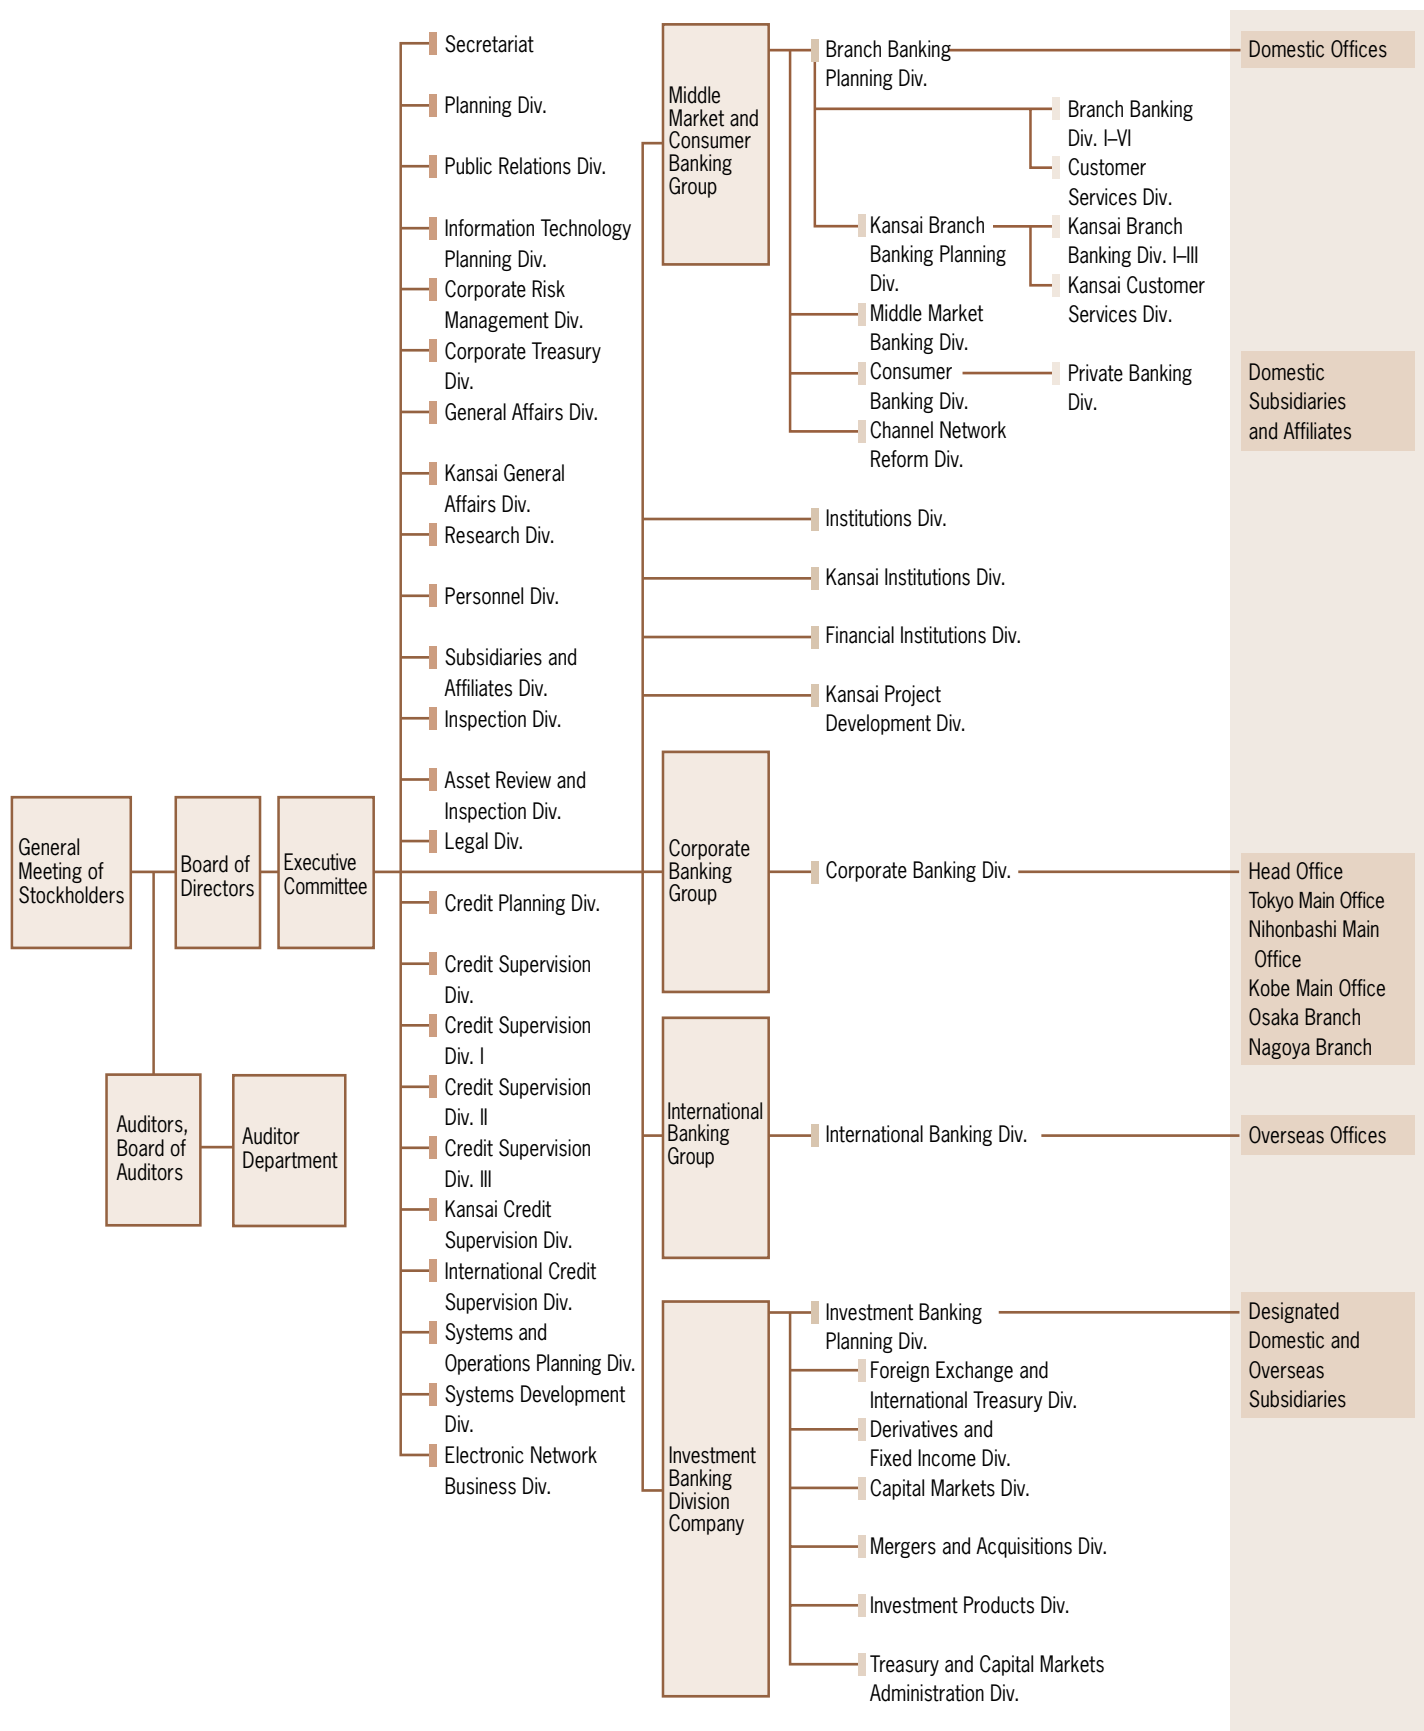 General
Meeting of
Stockholders
Board of
Directors
Executive
Committee
Auditors,
Board of
Auditors
Auditor
Department
Secretariat
Planning Div.
Public Relations Div.
Information Technology
Planning Div.
Corporate Risk
Management Div.
Corporate Treasury
Div.
General Affairs Div.
Kansai General
Affairs Div.
Research Div.
Personnel Div.
Subsidiaries and
Affiliates Div.
Inspection Div.
Asset Review and
Inspection Div.
Legal Div.
Credit Planning Div.
Credit Supervision
Div.
Credit Supervision
Div. I
Credit Supervision
Div. II
Credit Supervision
Div. III
Kansai Credit
Supervision Div.
International Credit
Supervision Div.
Systems and
Operations Planning Div.
Systems Development
Div.
Electronic Network
Business Div.
Middle
Market and
Consumer
Banking
Group
Branch Banking
Planning Div.
Branch Banking
Div. I–VI
Customer
Services Div.
Kansai Branch
Banking Planning
Div.
Kansai Branch
Banking Div. I–III
Kansai Customer
Services Div.
Middle Market
Banking Div.
Consumer
Banking Div.
Private Banking
Div.
Channel Network
Reform Div.
Institutions Div.
Kansai Institutions Div.
Financial Institutions Div.
Kansai Project
Development Div.
Corporate
Banking
Group
Corporate Banking Div.
International
Banking
Group
International Banking Div.
Investment
Banking
Division
Company
Investment Banking
Planning Div.
Foreign Exchange and
International Treasury Div.
Derivatives and
Fixed Income Div.
Capital Markets Div.
Mergers and Acquisitions Div.
Investment Products Div.
Treasury and Capital Markets
Administration Div.
Domestic Offices
Domestic
Subsidiaries
and Affiliates
Head Office
Tokyo Main Office
Nihonbashi Main
Office
Kobe Main Office
Osaka Branch
Nagoya Branch
Overseas Offices
Designated
Domestic and
Overseas
Subsidiaries